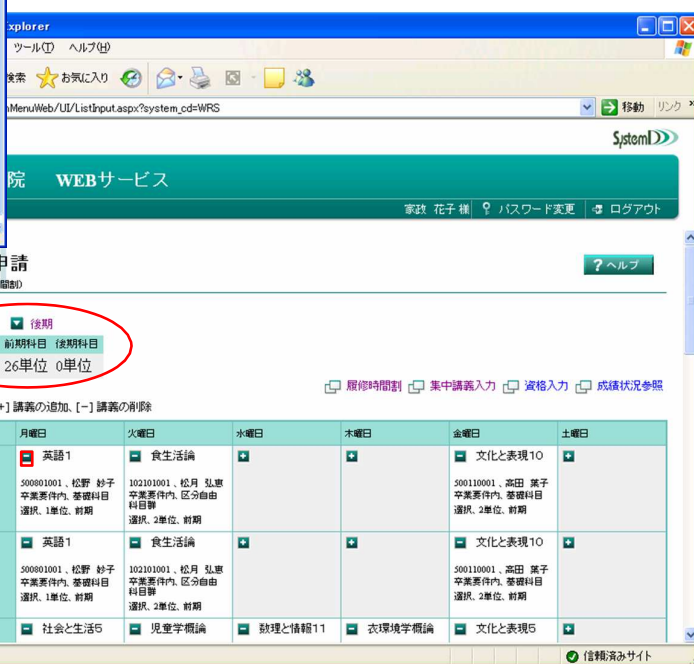 xplorer
ツール(T) ヘルプ(H)
検索 お気に入り
nMenuWeb/UI/ListInput.aspx?system_cd=WRS 移動 リンク »
SystemD
院 WEBサービス
家政 花子 様 パスワード変更 ログアウト
申請
間割)
? ヘルプ
後期
前期科目 後期科目
26単位 0単位
履修時間割 集中講義入力 資格入力 成績状況参照
+] 講義の追加、[-] 講義の削除
月曜日 火曜日 水曜日 木曜日 金曜日 土曜日
英語1 食生活論 文化と表現10
500801001、松野 妙子 102101001、松月 弘恵 500110001、高田 葉子
卒業要件内、基礎科目 卒業要件内、区分自由 卒業要件内、基礎科目
選択、1単位、前期 科目群 選択、2単位、前期
選択、2単位、前期
英語1 食生活論 文化と表現10
500801001、松野 妙子 102101001、松月 弘恵 500110001、高田 葉子
卒業要件内、基礎科目 卒業要件内、区分自由 卒業要件内、基礎科目
選択、1単位、前期 科目群 選択、2単位、前期
選択、2単位、前期
社会と生活5 児童学概論 数理と情報11 衣環境学概論 文化と表現5
信頼済みサイト